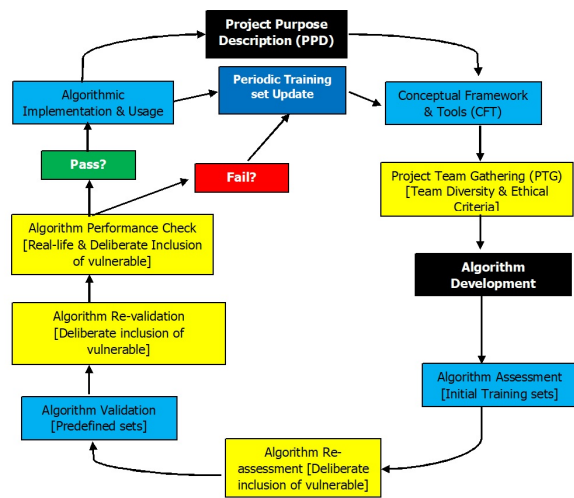 Project Purpose
Description (PPD)
Algorithmic
Implementation & Usage
Periodic Training
set Update
Conceptual Framework
& Tools (CFT)
Pass?
Fail?
Project Team Gathering (PTG)
[Team Diversity & Ethical
Criteria]
Algorithm Performance Check
[Real-life & Deliberate Inclusion
of vulnerable]
Algorithm
Development
Algorithm Re-validation
[Deliberate inclusion of
vulnerable]
Algorithm Assessment
[Initial Training sets]
Algorithm Validation
[Predefined sets]
Algorithm Re-
assessment [Deliberate
inclusion of vulnerable]